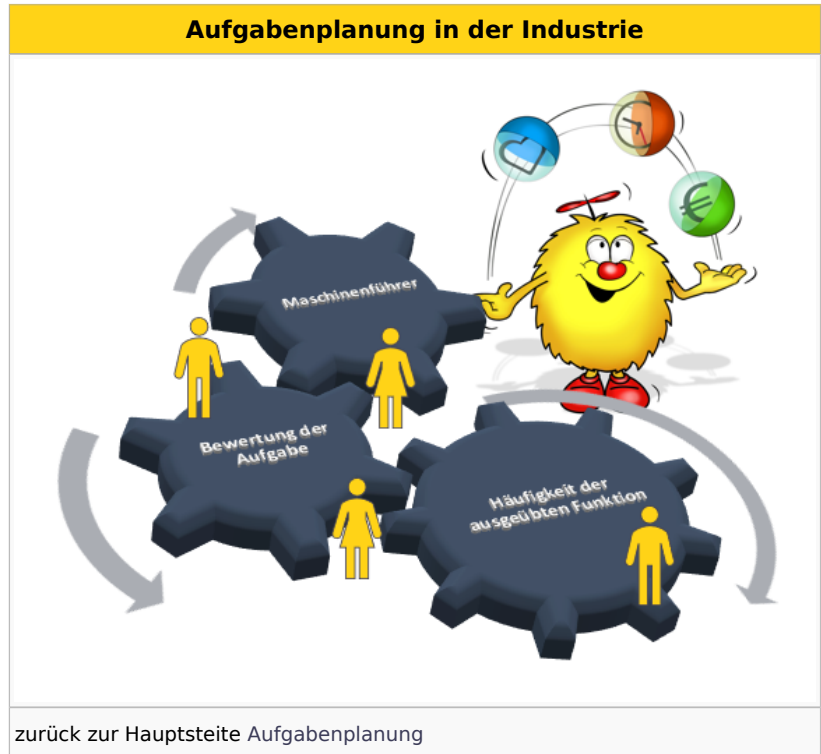 Aufgabenplanung in der Industrie
€
Maschinenführer
Bewertung der
Aufgabe
Häufigkeit der
ausgeübten Funktion
zurück zur Hauptsteite Aufgabenplanung